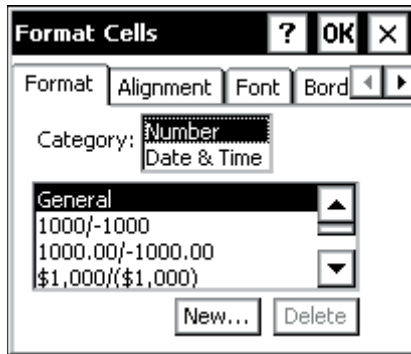 Format Cells ? OK ×
Format Alignment Font Bord
Category: Number
Date & Time
General
1000/-1000
1000.00/-1000.00
$1,000/($1,000)
New... Delete